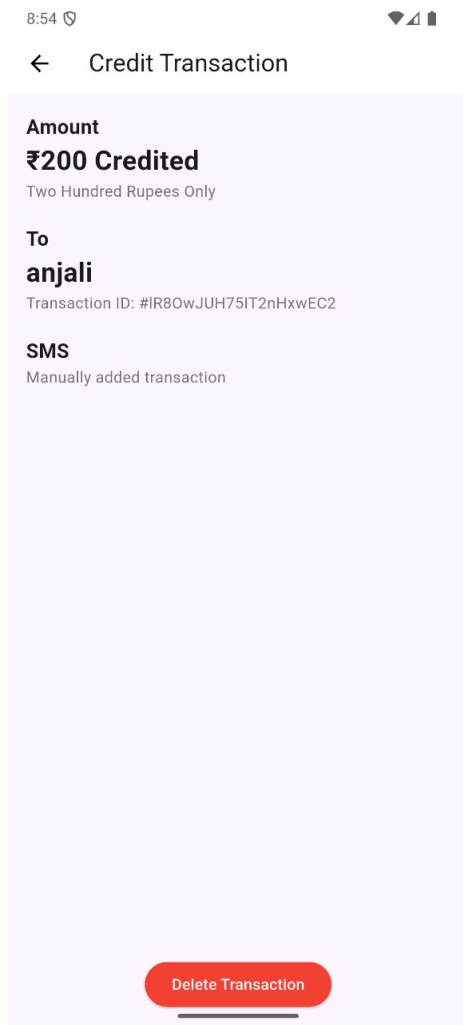 8:54
Credit Transaction
Amount
₹200 Credited
Two Hundred Rupees Only
To
anjali
Transaction ID: #lR8OwJUH75IT2nHxwEC2
SMS
Manually added transaction
Delete Transaction